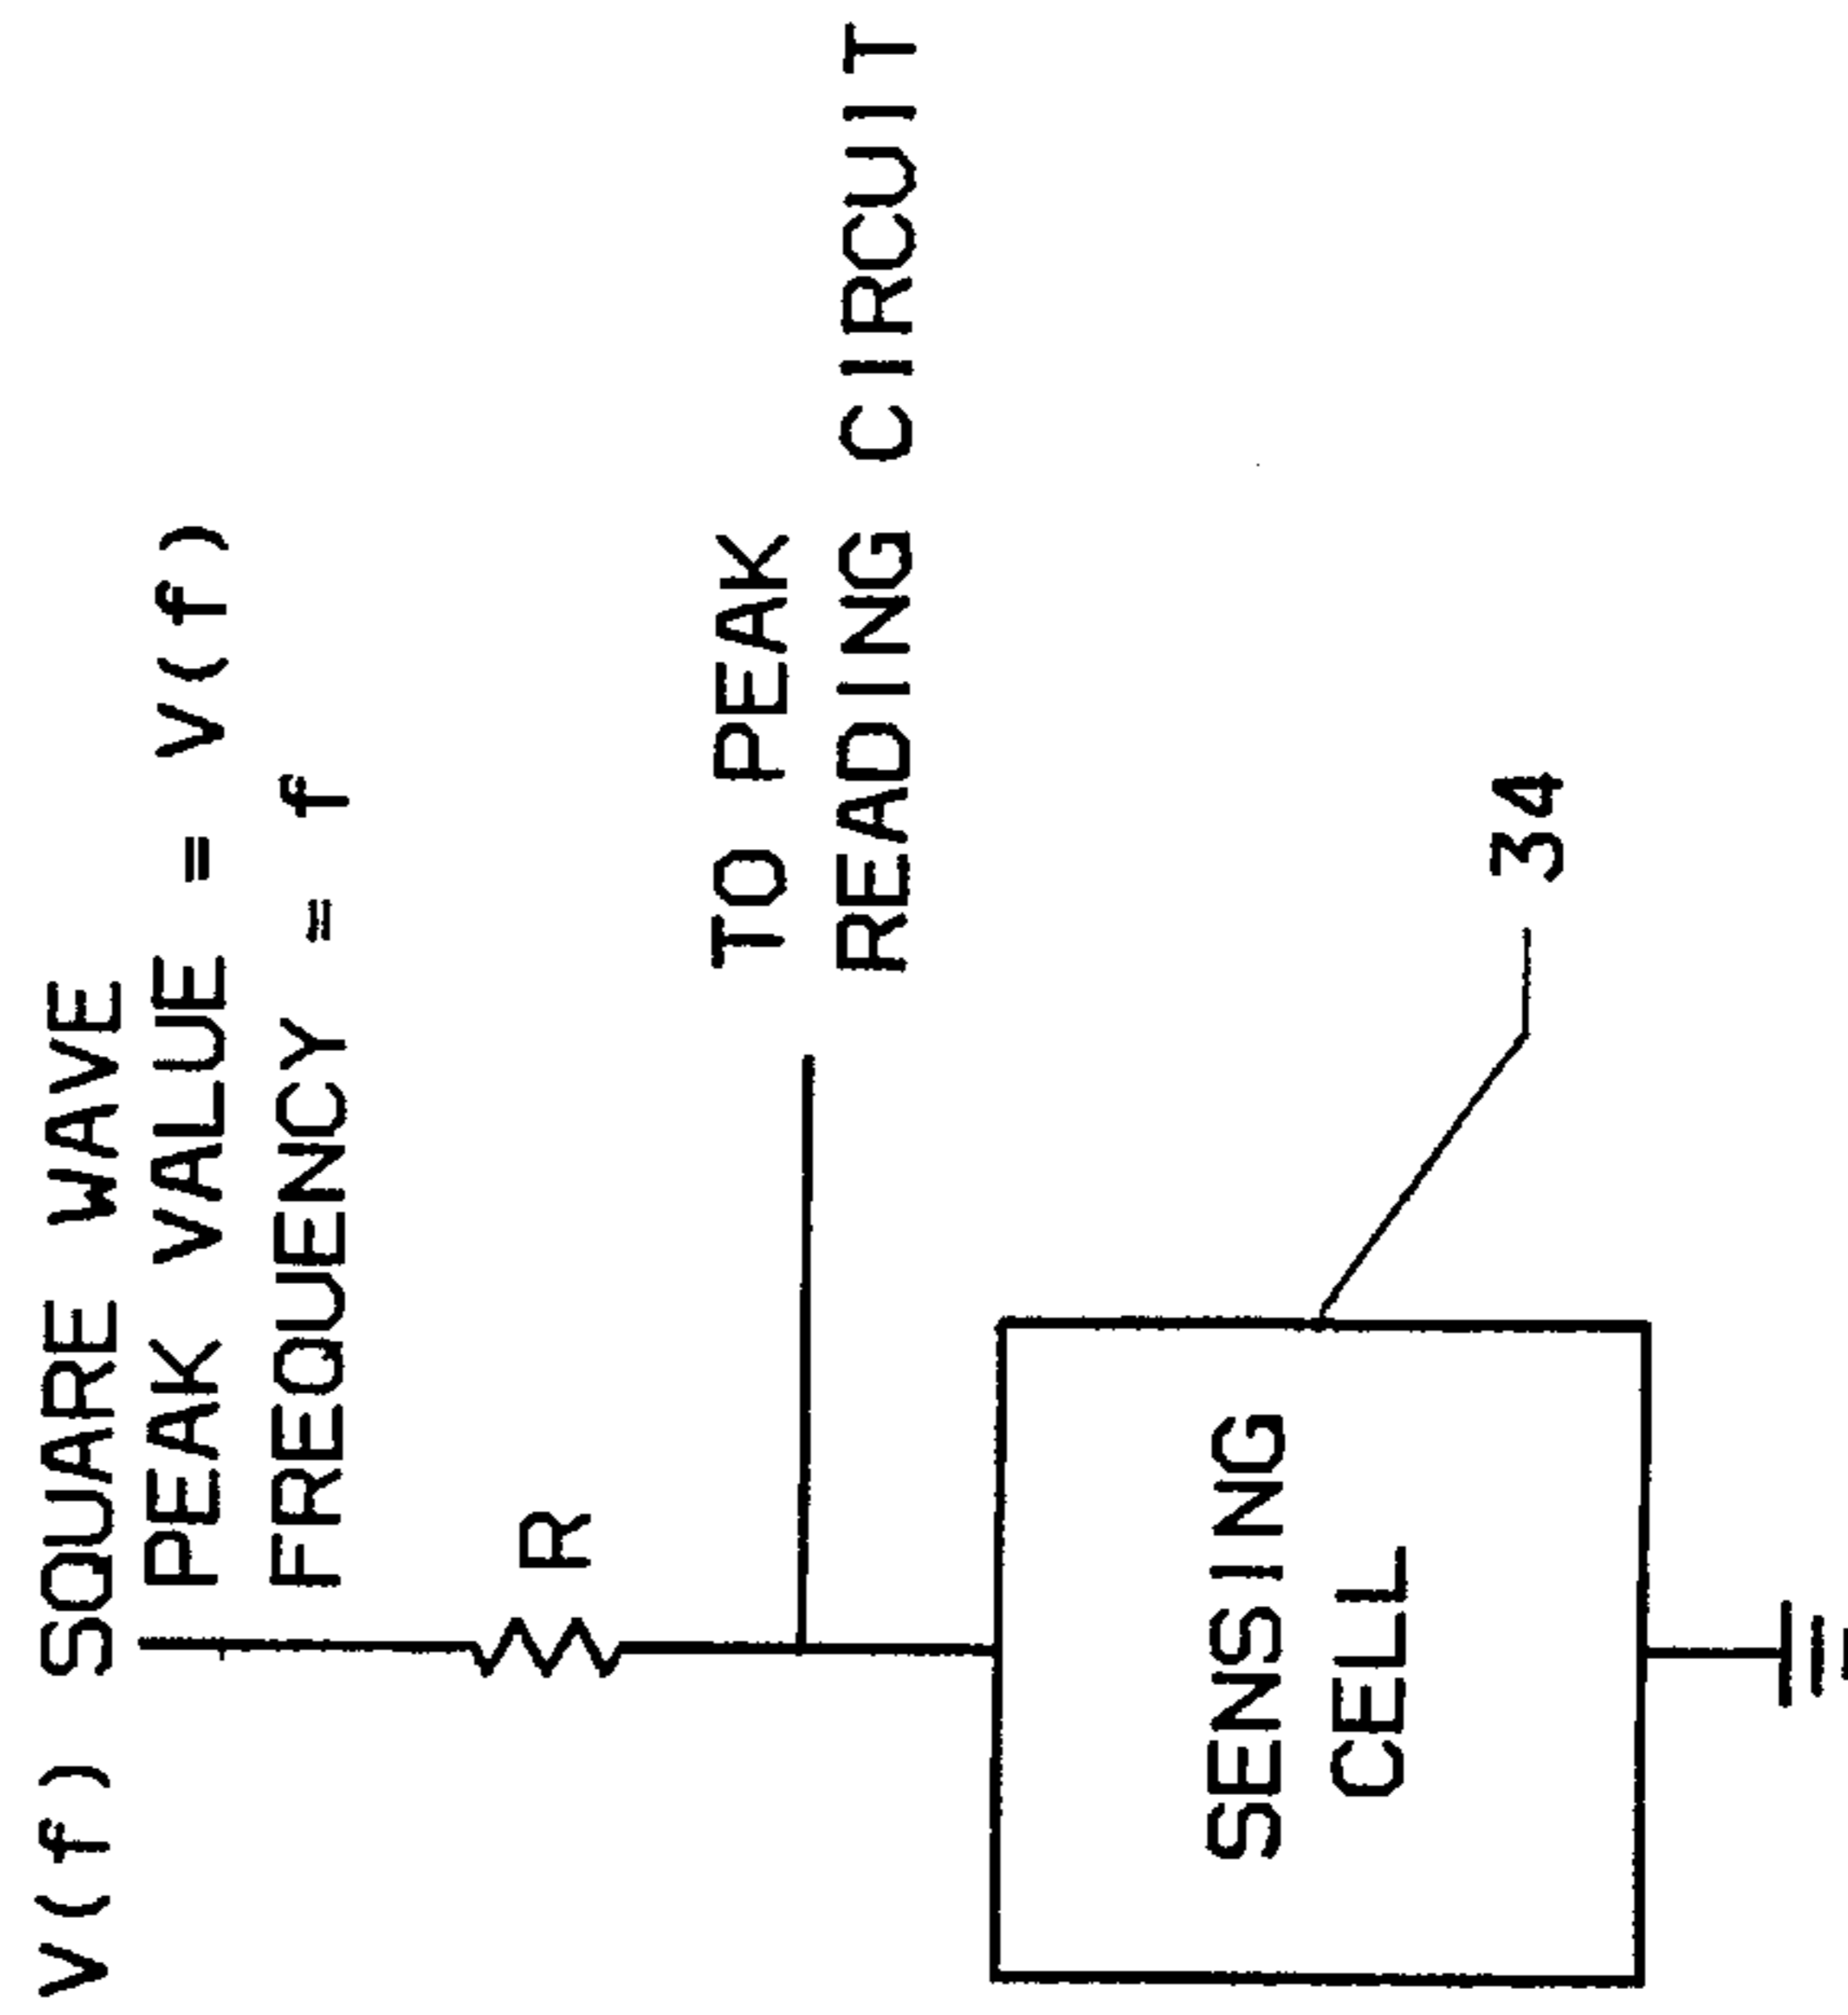 V(f) SQUARE WAVE
PEAK VALUE = V(f)
FREQUENCY = f
R
TO PEAK
READING CIRCUIT
SENSING
CELL
34